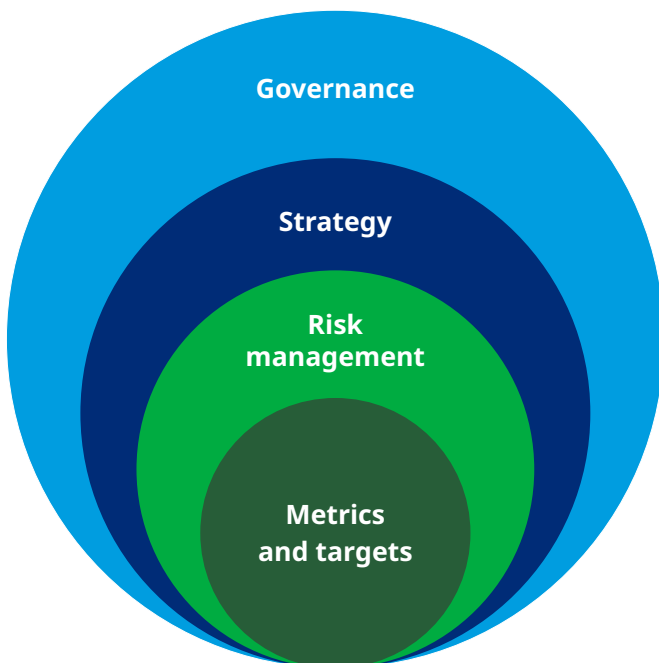 Governance
Strategy
Risk
management
Metrics
and targets